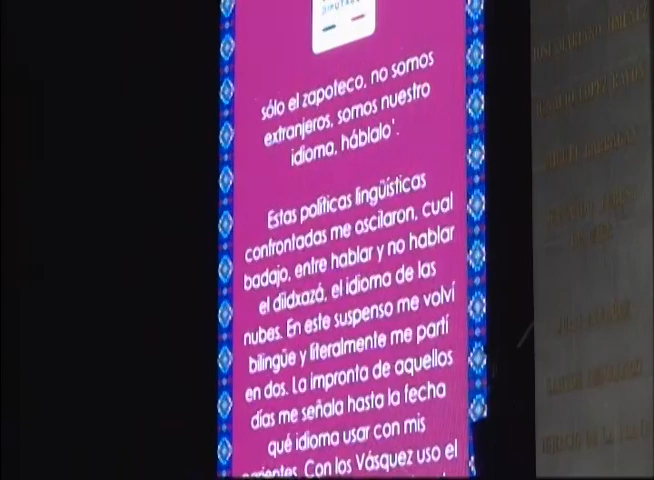 sólo el zapoteco, no somos
extranjeros, somos nuestro
idioma, háblalo'.
Estas políticas lingüísticas
confrontadas me oscilaron, cual
badajo, entre hablar y no hablar
el diidxazá, el idioma de las
nubes. En este suspenso me volví
bilingüe y literalmente me partí
en dos. La impronta de aquellos
días me señala hasta la fecha
qué idioma usar con mis
parientes. Con los Vásquez uso el